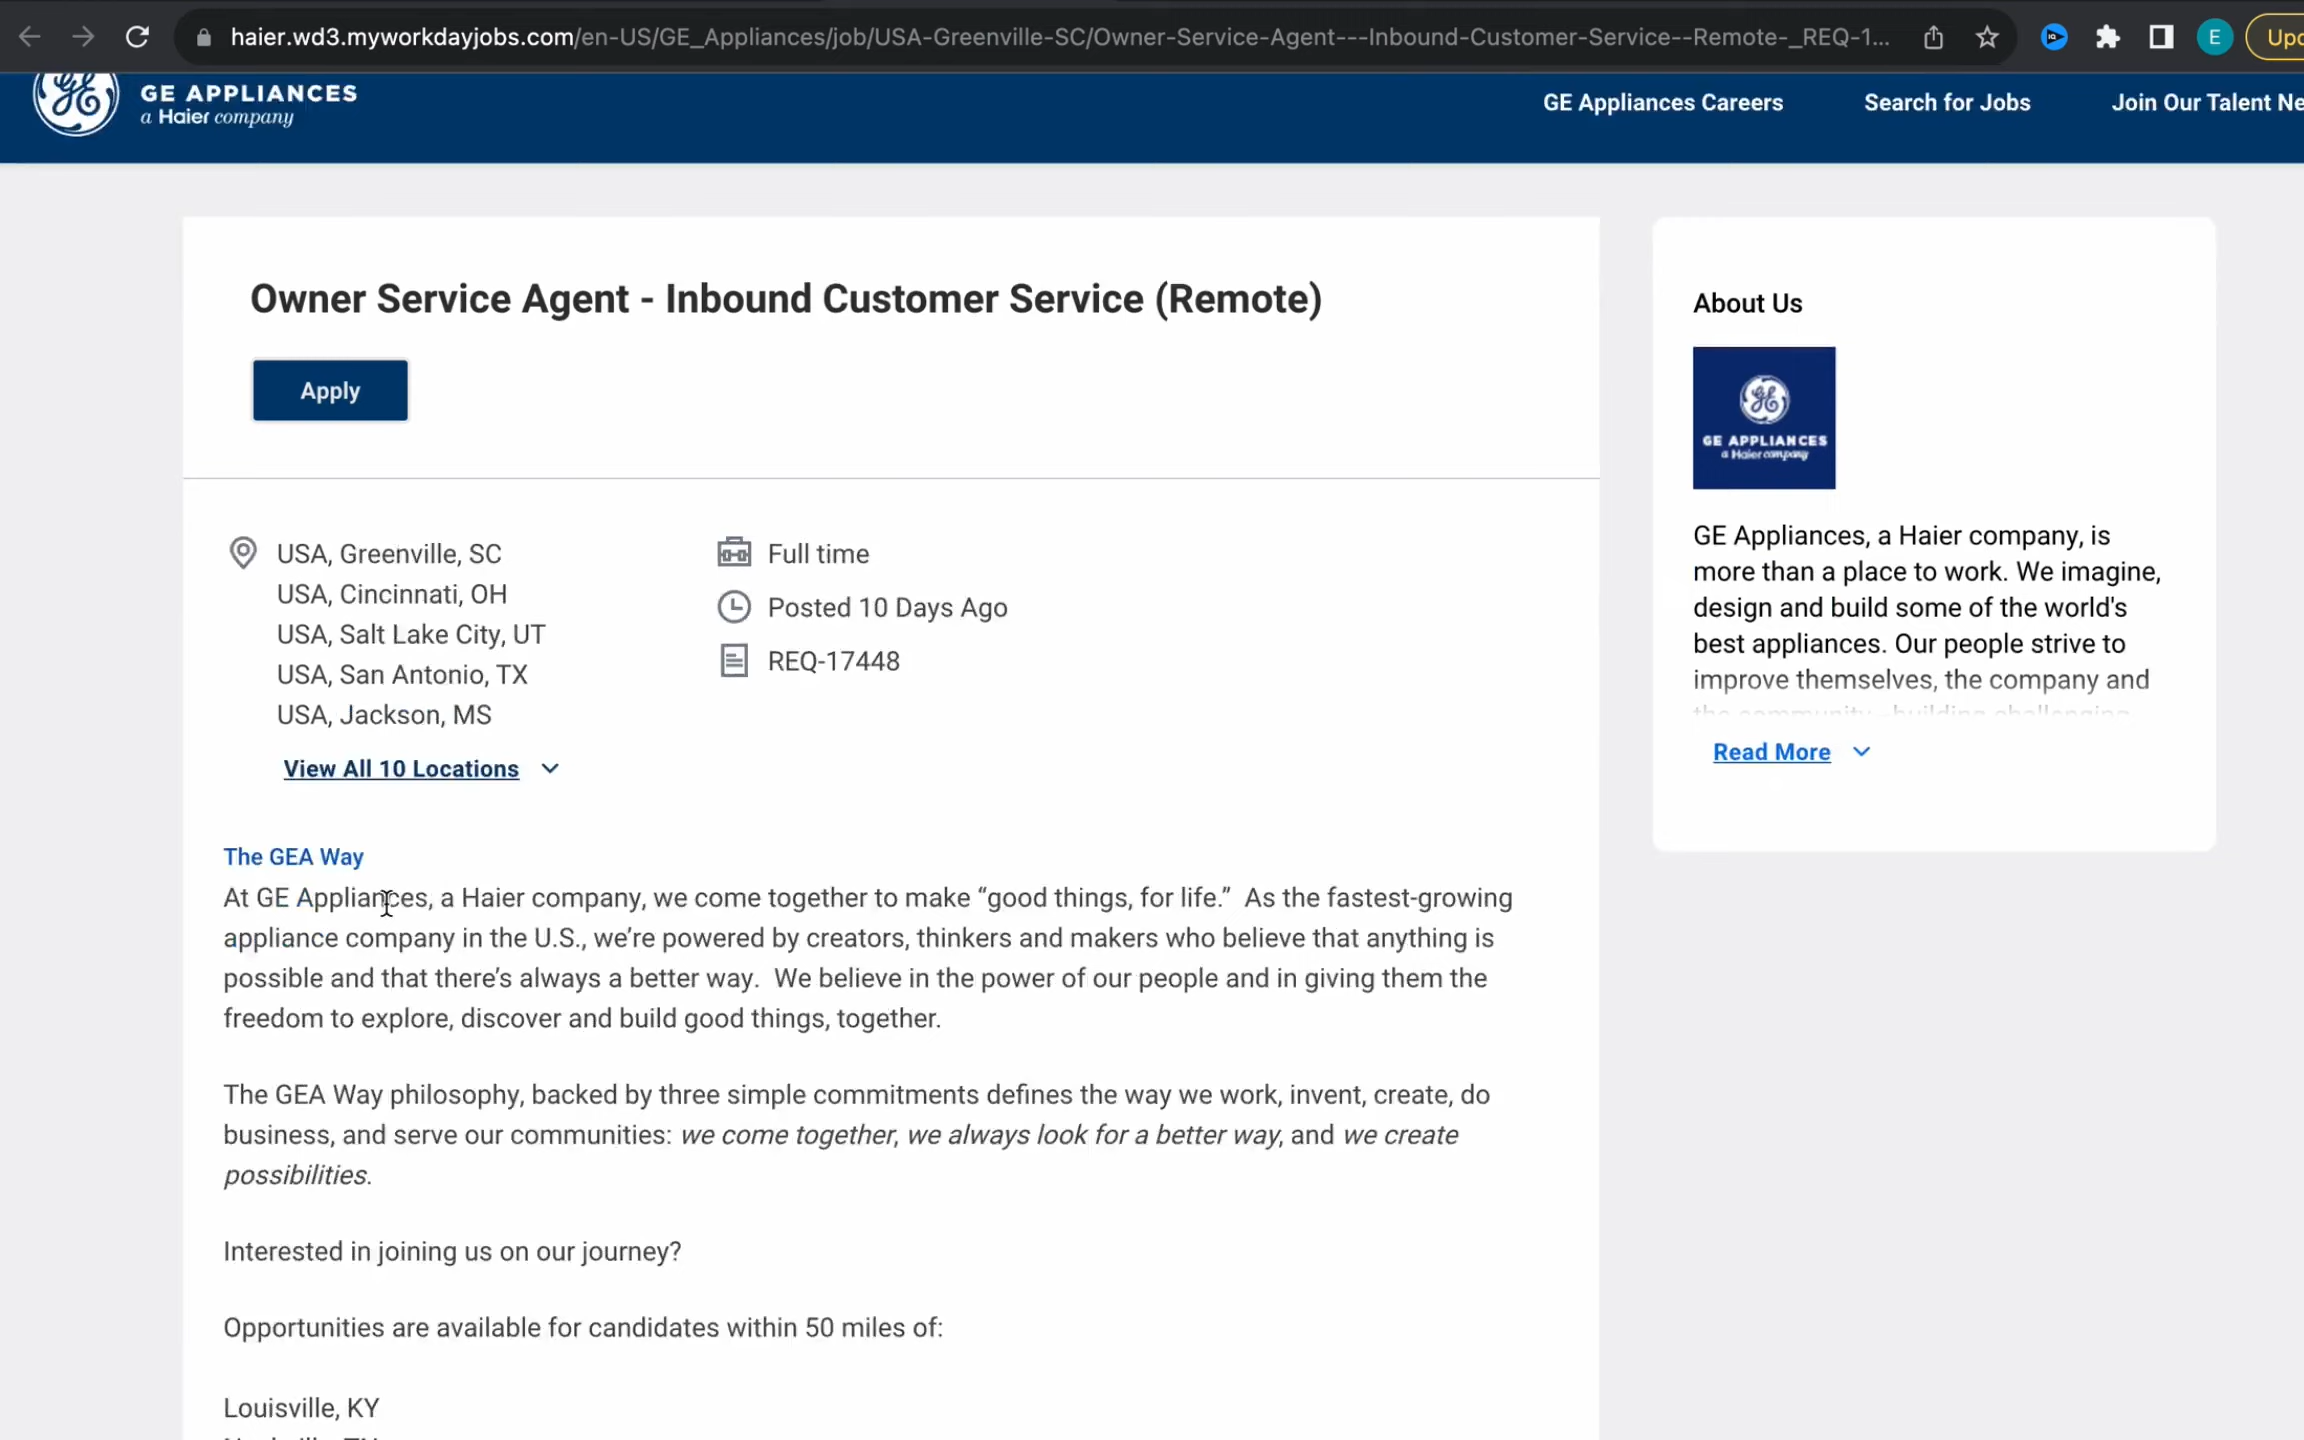 haier.wd3.myworkdayjobs.com/en-US/GE_Appliances/job/USA-Greenville-SC/Owner-Service-Agent---Inbound-Customer-Service--Remote-_REQ-1...
E
GE APPLIANCES
a Haier company
GE Appliances Careers
Search for Jobs
Join Our Talent Ne
Owner Service Agent - Inbound Customer Service (Remote)
Apply
USA, Greenville, SC
USA, Cincinnati, OH
USA, Salt Lake City, UT
USA, San Antonio, TX
USA, Jackson, MS
View All 10 Locations
Full time
Posted 10 Days Ago
REQ-17448
The GEA Way
At GE Appliances, a Haier company, we come together to make “good things, for life.”  As the fastest-growing
appliance company in the U.S., we’re powered by creators, thinkers and makers who believe that anything is
possible and that there’s always a better way.  We believe in the power of our people and in giving them the
freedom to explore, discover and build good things, together.
The GEA Way philosophy, backed by three simple commitments defines the way we work, invent, create, do
business, and serve our communities: we come together, we always look for a better way, and we create
possibilities.
Interested in joining us on our journey?
Opportunities are available for candidates within 50 miles of:
Louisville, KY
About Us
GE APPLIANCES
a Haier company
GE Appliances, a Haier company, is
more than a place to work. We imagine,
design and build some of the world's
best appliances. Our people strive to
improve themselves, the company and
Read More